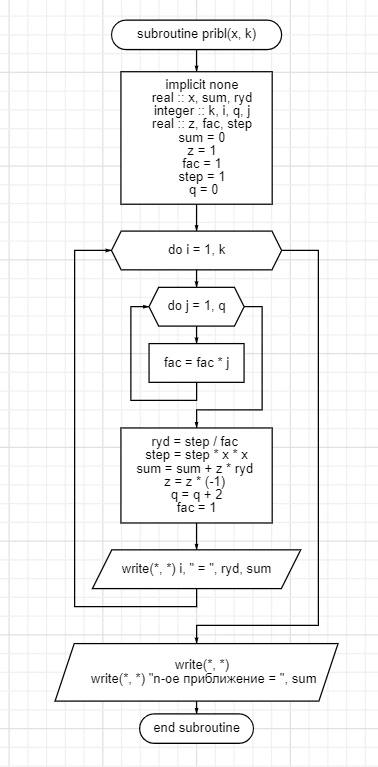 subroutine pribl(x, k)
implicit none
real :: x, sum, ryd
integer :: k, i, q, j
real :: z, fac, step
sum = 0
z = 1
fac = 1
step = 1
q = 0
do i = 1, k
do j = 1, q
fac = fac * j
ryd = step / fac
step = step * x * x
sum = sum + z * ryd
z = z * (-1)
q = q + 2
fac = 1
write(*, *) i, " = ", ryd, sum
write(*, *)
write(*, *) "n-ое приближение = ", sum
end subroutine